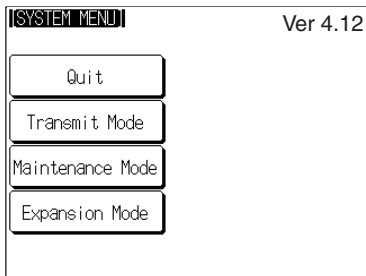 [SYSTEM MENU]
Ver 4.12
Quit
Transmit Mode
Maintenance Mode
Expansion Mode